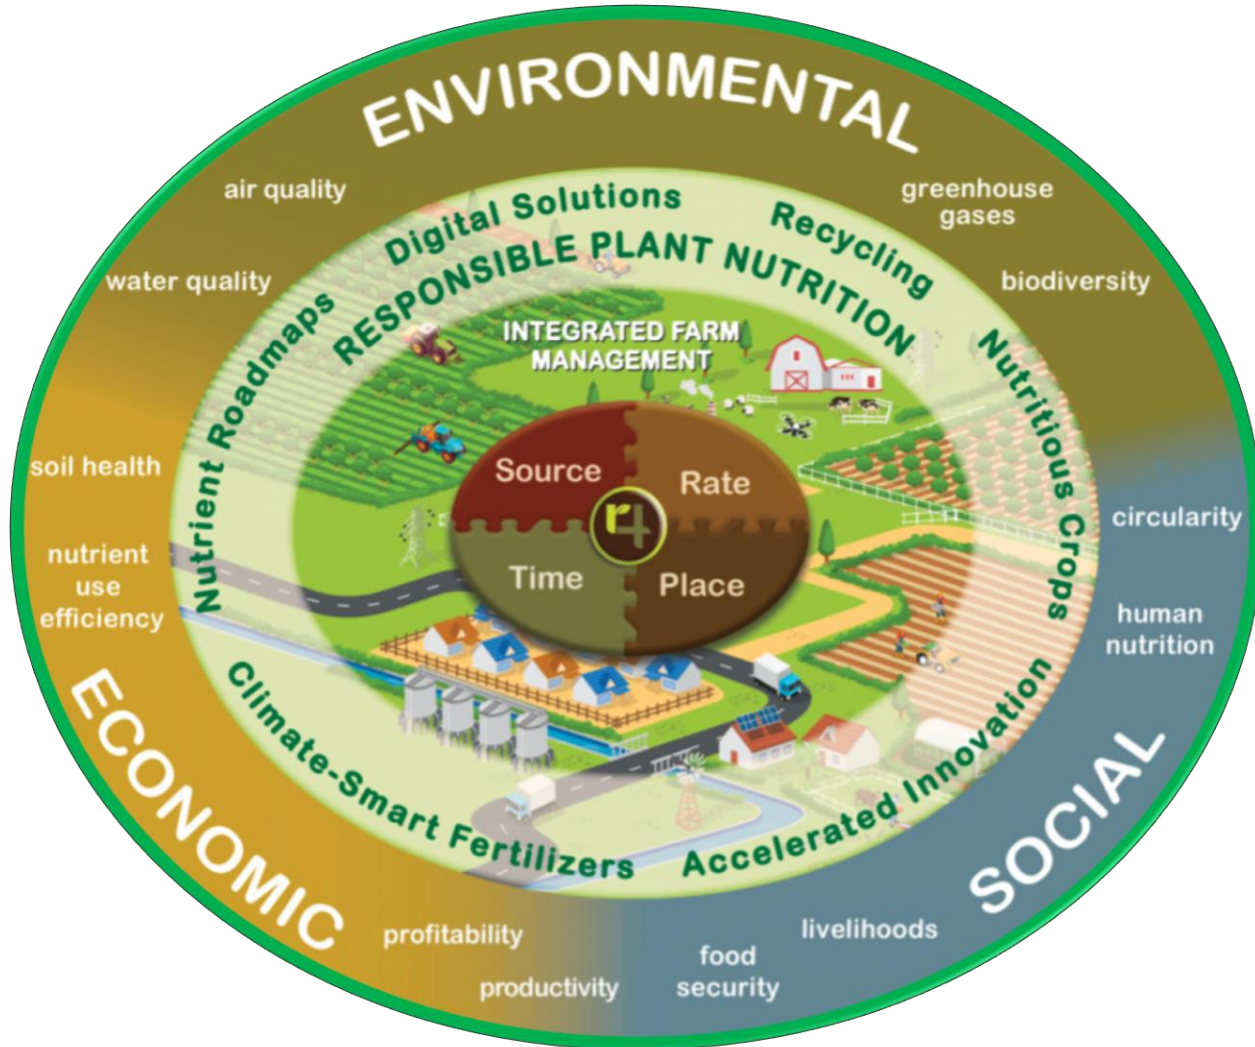 ENVIRONMENTAL
air quality
greenhouse
gases
water quality
biodiversity
Digital Solutions
Recycling
RESPONSIBLE PLANT NUTRITION
Nutrient Roadmaps
Nutritious Crops
INTEGRATED FARM
MANAGEMENT
Source
Rate
r4
Time
Place
soil health
nutrient
use
efficiency
circularity
human
nutrition
Climate-Smart Fertilizers
Accelerated Innovation
ECONOMIC
SOCIAL
profitability
productivity
livelihoods
food
security